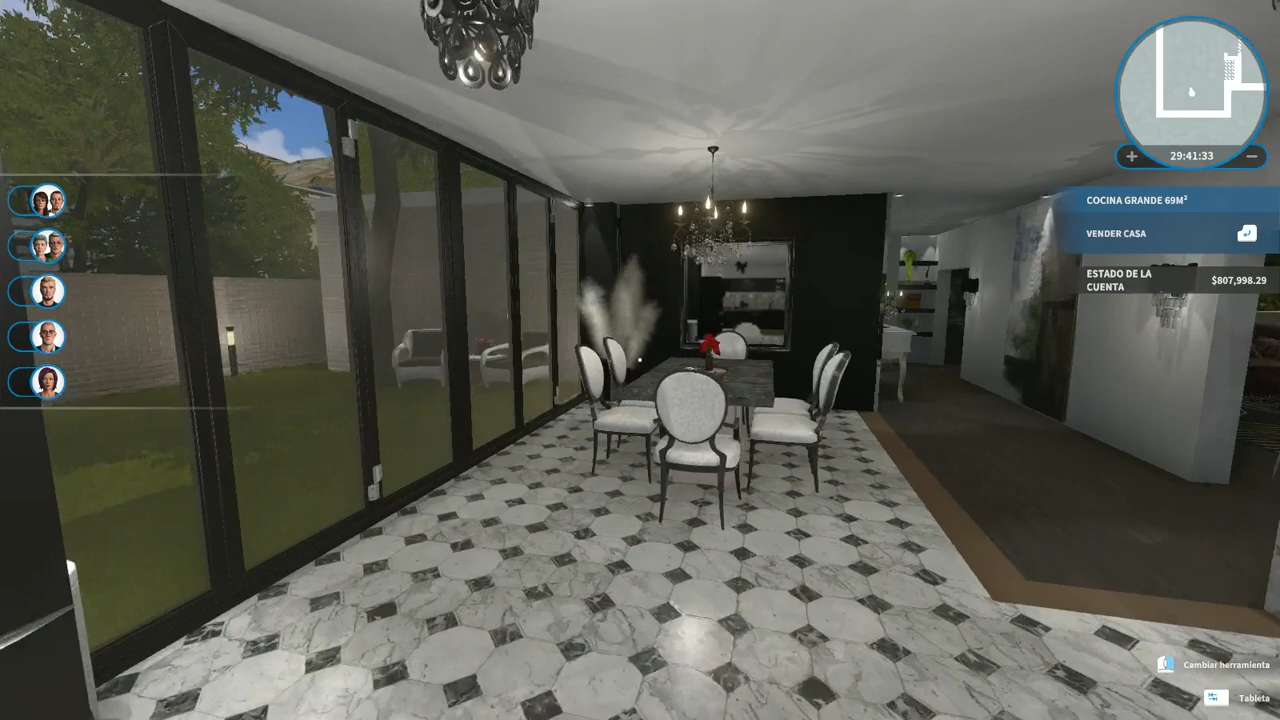 29:41:33
COCINA GRANDE 69M²
VENDER CASA
ESTADO DE LA
CUENTA
$807,998.29
Cambiar herramienta
Tableta